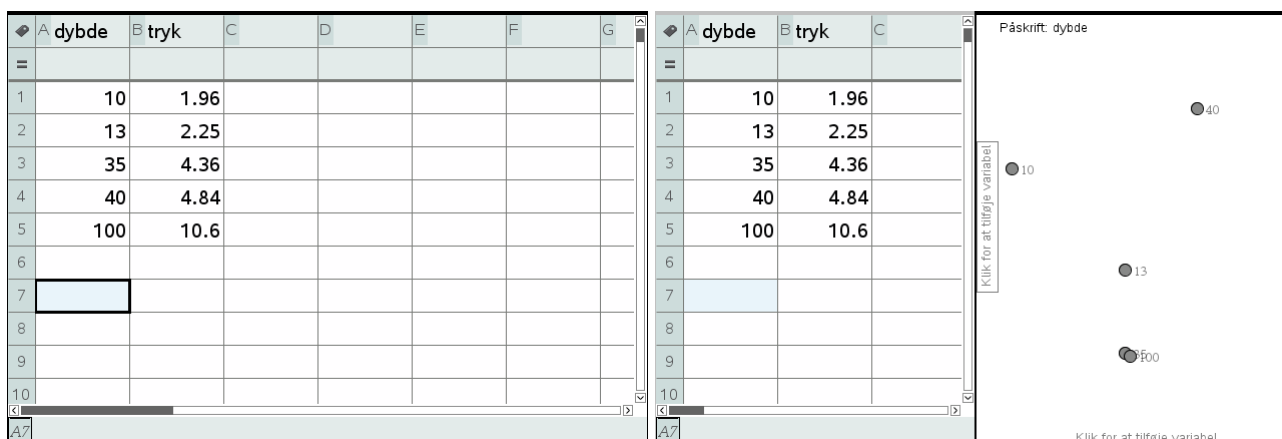 A dybde B tryk C D E F G
=
1 10 1.96
2 13 2.25
3 35 4.36
4 40 4.84
5 100 10.6
6
7
8
9
10
A7
A dybde B tryk C
=
1 10 1.96
2 13 2.25
3 35 4.36
4 40 4.84
5 100 10.6
6
7
8
9
10
A7
Påskrift: dybde
40
10
Klik for at tilføje variabel
13
35
100
Klik for at tilføje variabel